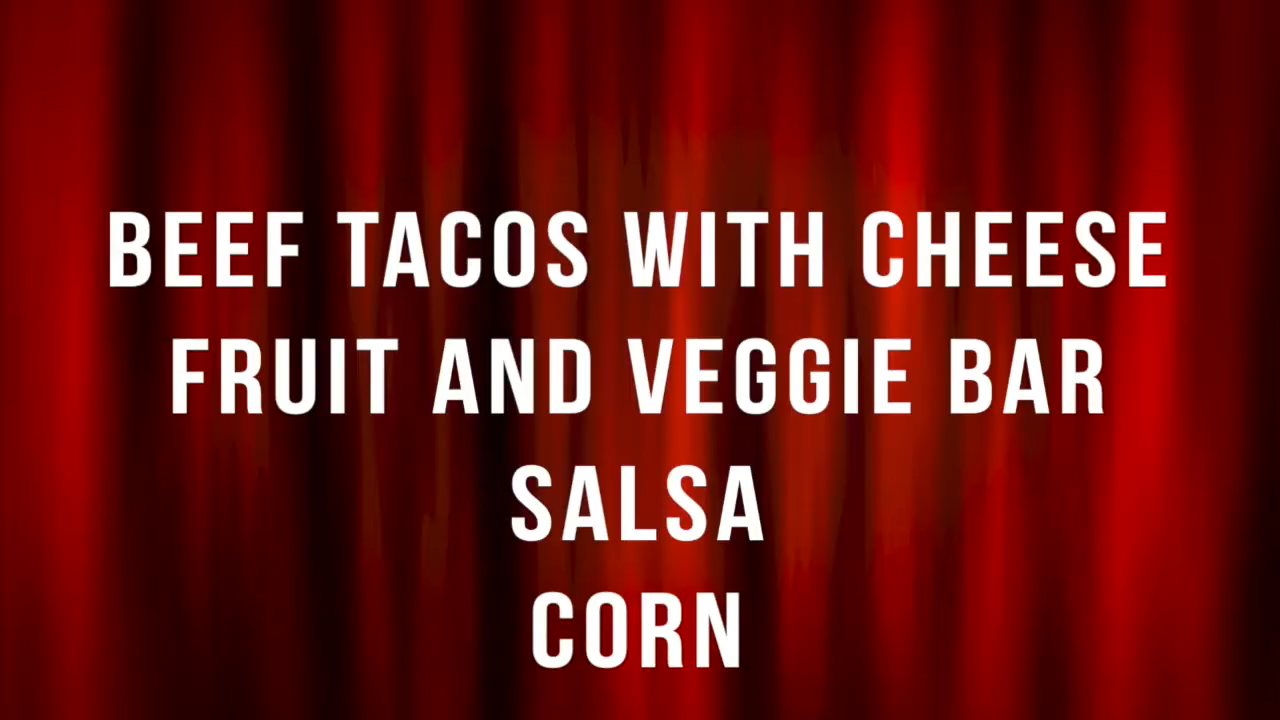 BEEF TACOS WITH CHEESE
FRUIT AND VEGGIE BAR
SALSA
CORN